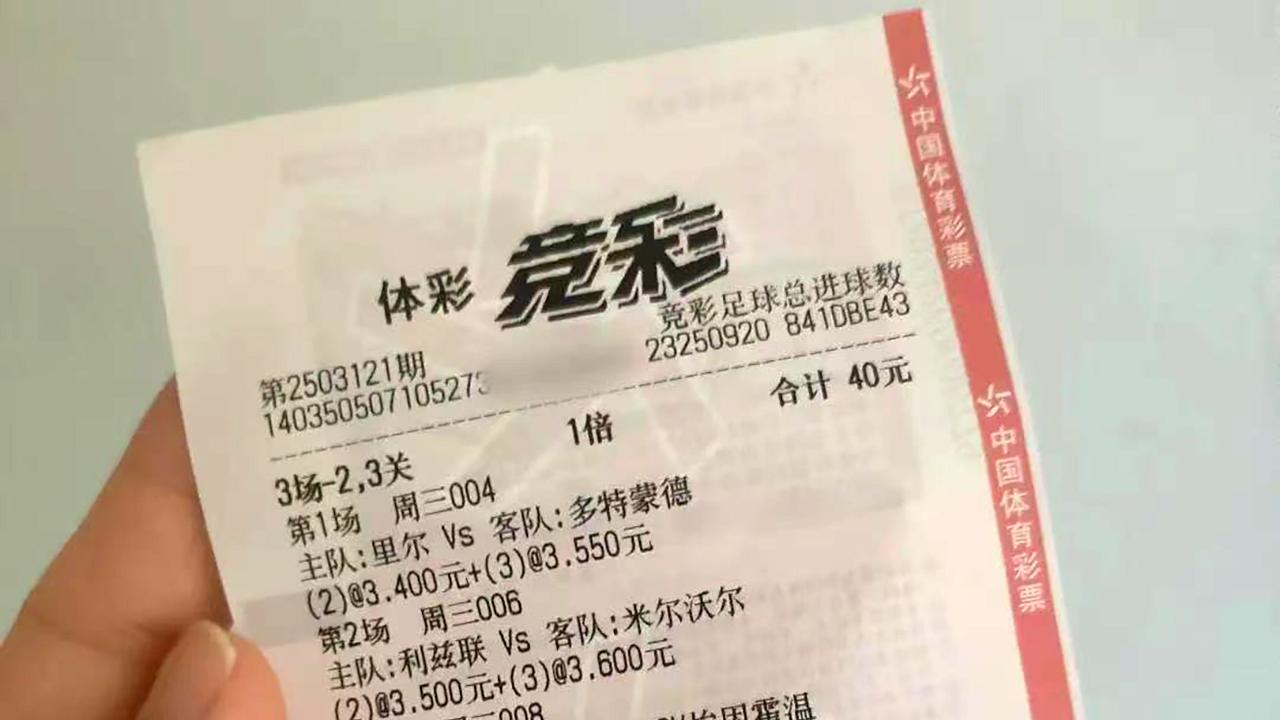 体彩 竞彩
竞彩足球总进球数
第2503121期
23250920 841DBE43
140350507105273
合计 40元
1倍
3场-2,3关
第1场 周三004
主队:里尔 Vs 客队:多特蒙德
(2)@3.400元+(3)@3.550元
第2场 周三006
主队:利兹联 Vs 客队:米尔沃尔
(2)@3.500元+(3)@3.600元
008
中国体育彩票
中国体育彩票